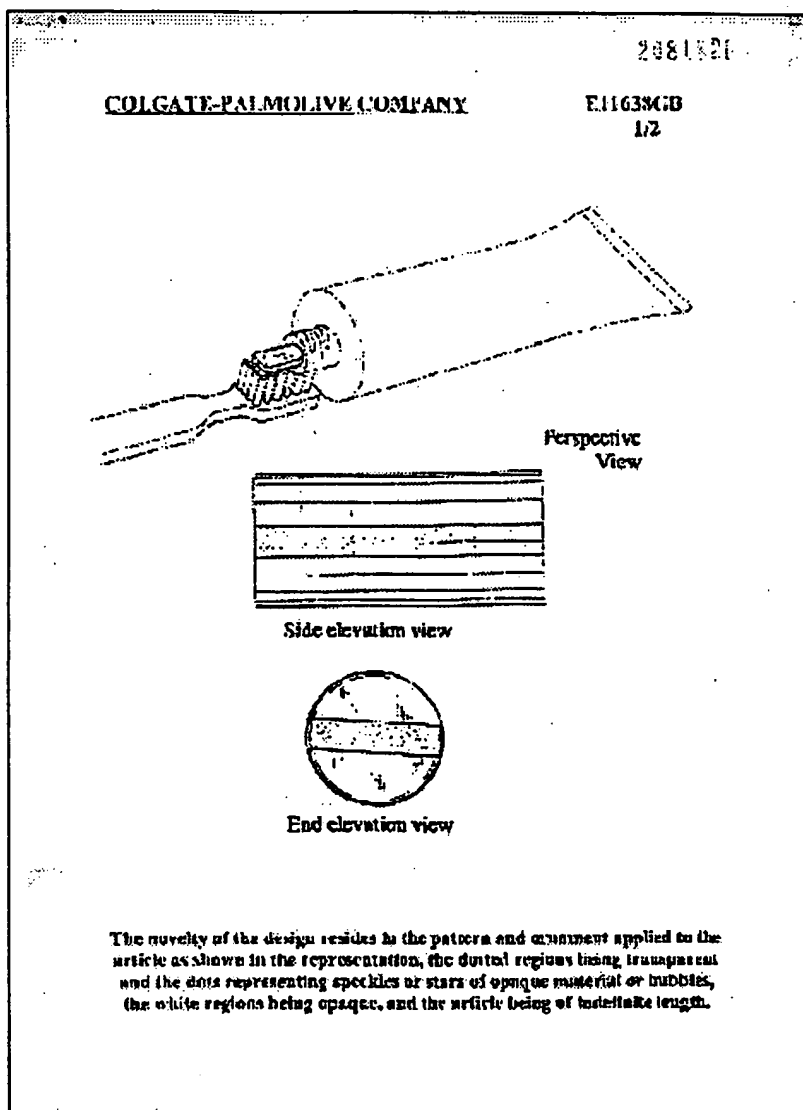 COLGATE-PALMOLIVE COMPANY
E11638GB
1/2
Perspective
View
Side elevation view
End elevation view
The novelty of the design resides in the pattern and ornament applied to the
article as shown in the representation, the dotted regions being transparent
and the dots representing speckles or stars of opaque material or bubbles,
the white regions being opaque, and the article being of indefinite length.